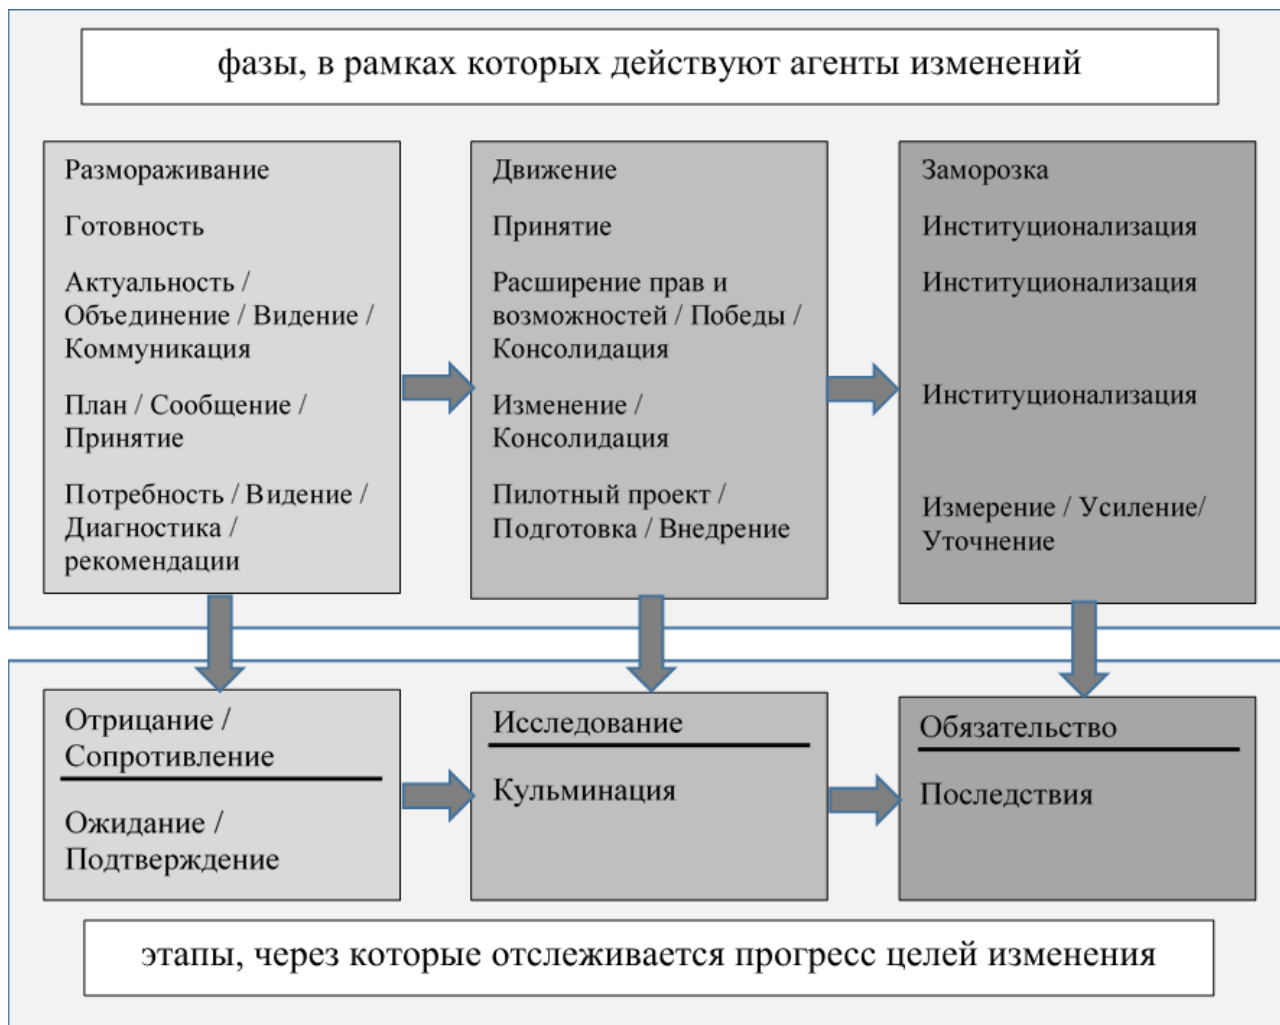 фазы, в рамках которых действуют агенты изменений
Размораживание
Готовность
Актуальность /
Объединение / Видение /
Коммуникация
План / Сообщение /
Принятие
Потребность / Видение /
Диагностика /
рекомендации
Движение
Принятие
Расширение прав и
возможностей / Победы /
Консолидация
Изменение /
Консолидация
Пилотный проект /
Подготовка / Внедрение
Заморозка
Институционализация
Институционализация
Институционализация
Измерение / Усиление/
Уточнение
Отрицание /
Сопротивление
Ожидание /
Подтверждение
Исследование
Кульминация
Обязательство
Последствия
этапы, через которые отслеживается прогресс целей изменения